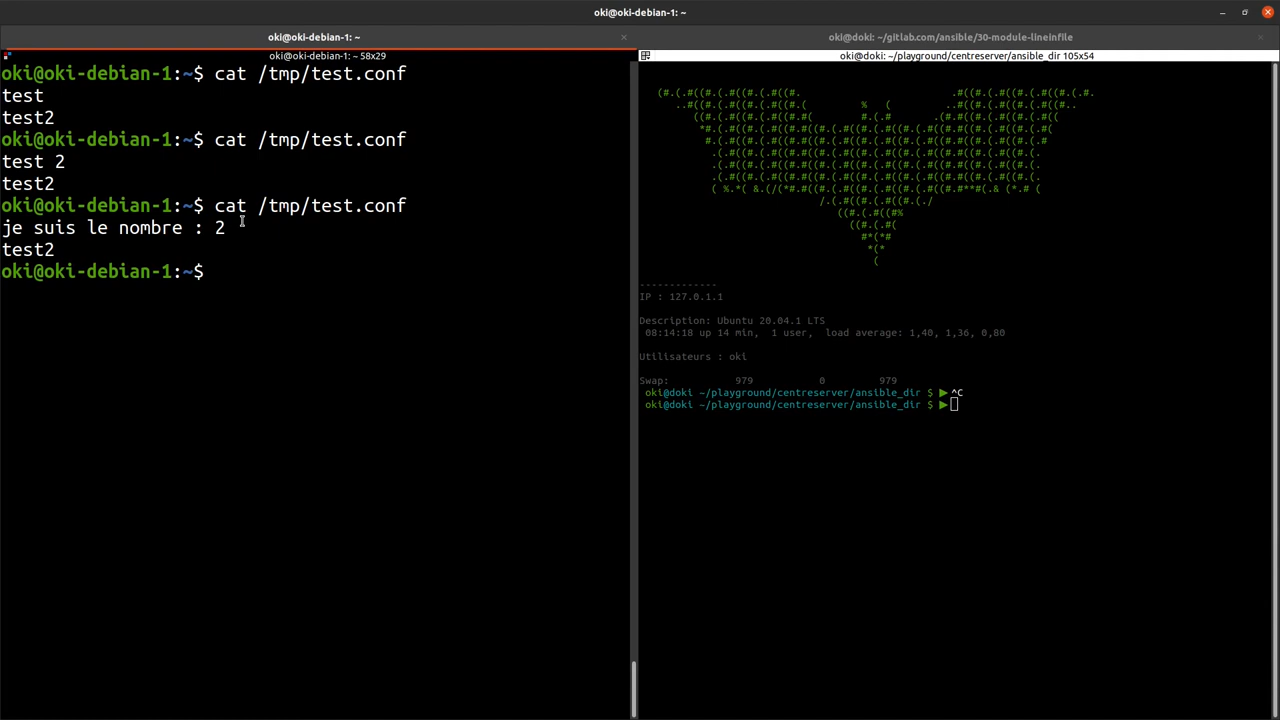 oki@oki-debian-1: ~
oki@oki-debian-1: ~
oki@oki-debian-1: ~ 58x29
oki@oki-debian-1:~$ cat /tmp/test.conf
test
test2
oki@oki-debian-1:~$ cat /tmp/test.conf
test 2
test2
oki@oki-debian-1:~$ cat /tmp/test.conf
je suis le nombre : 2
test2
oki@oki-debian-1:~$
oki@doki: ~/gitlab.com/ansible/30-module-lineinfile
oki@doki: ~/playground/centreserver/ansible_dir 105x54
-------------
IP : 127.0.1.1
Description: Ubuntu 20.04.1 LTS
08:14:18 up 14 min,  1 user,  load average: 1,40, 1,36, 0,80
Utilisateurs : oki
Swap:           979           0         979
oki@doki ~/playground/centreserver/ansible_dir $ ▶^C
oki@doki ~/playground/centreserver/ansible_dir $ ▶